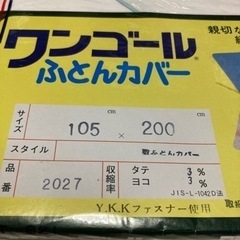 親切な
ワンゴール
ふとんカバー
サイズ 105 cm × 200 cm
スタイル 敷ふとんカバー
品番 2027 収縮率 タテ 3% ヨコ 3%
JIS-L-1042D法
Y.K.Kファスナー使用
取